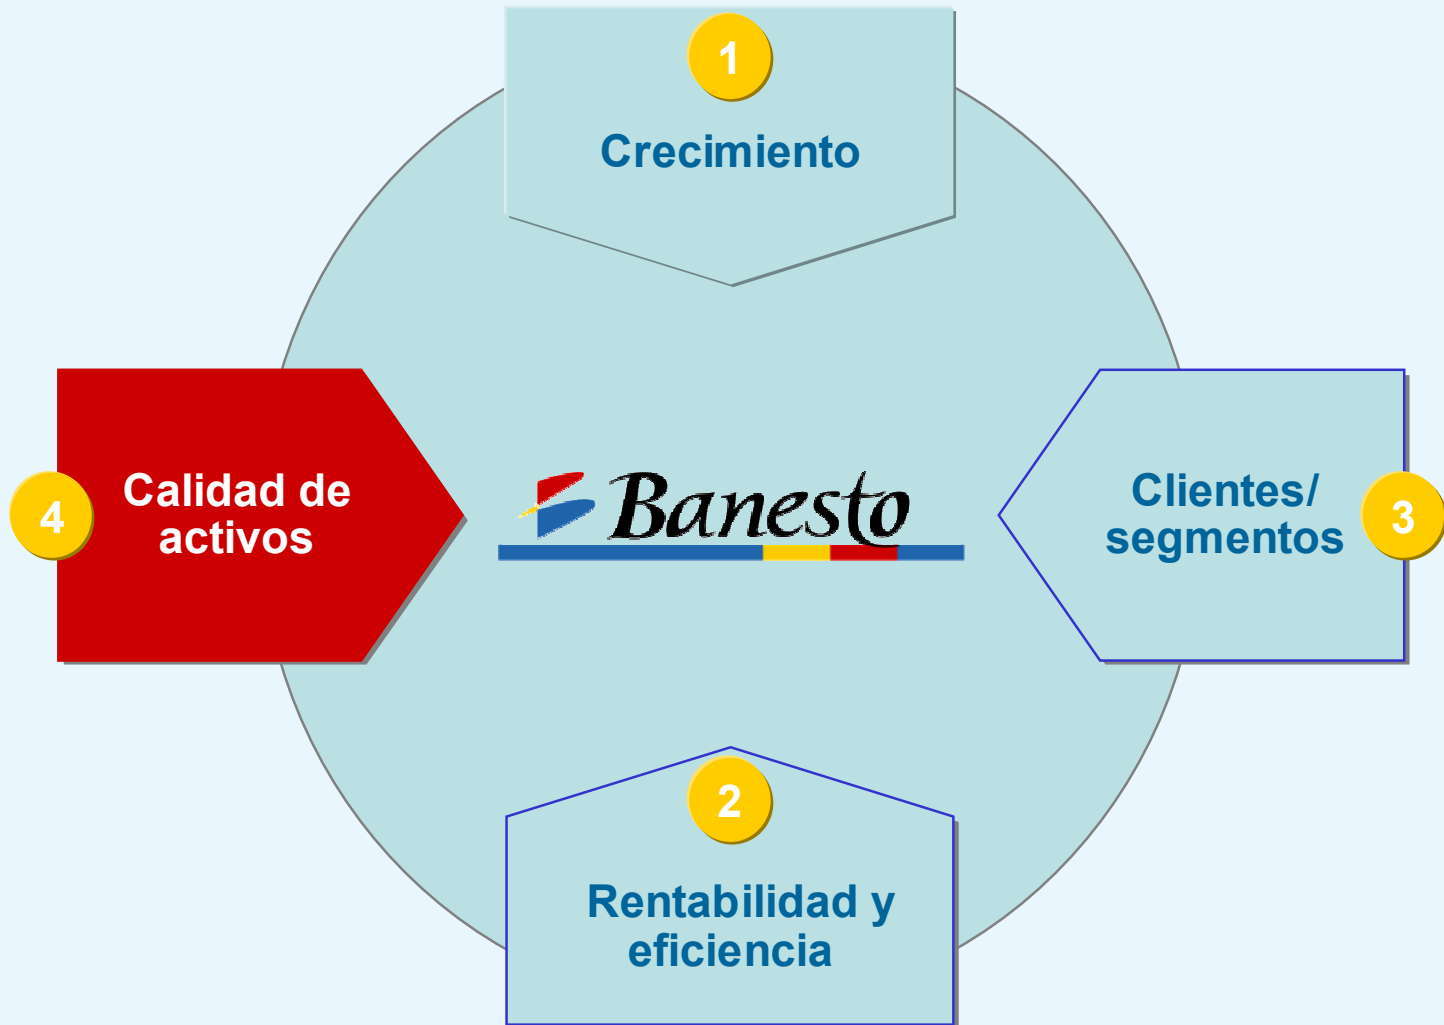 1
Crecimiento
4
Calidad de
activos
Banesto
Clientes/
segmentos
3
2
Rentabilidad y
eficiencia